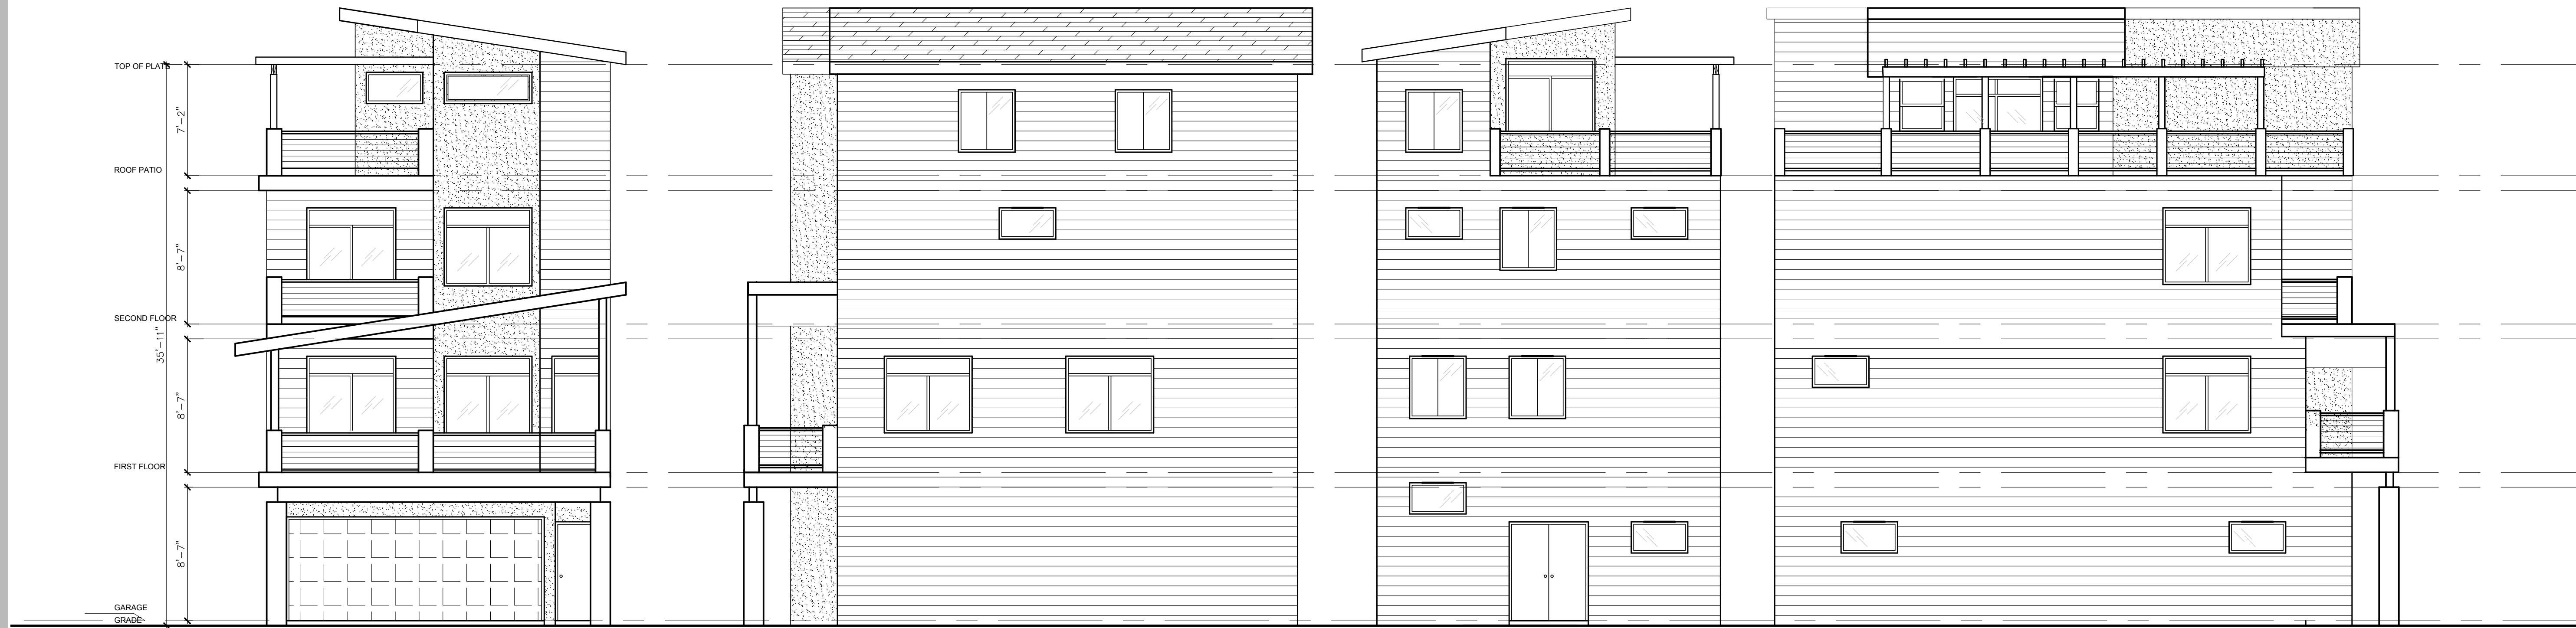 TOP OF PLATE
7'-2"
ROOF PATIO
8'-7"
SECOND FLOOR
35'-11"
8'-7"
FIRST FLOOR
8'-7"
GARAGE
GRADE